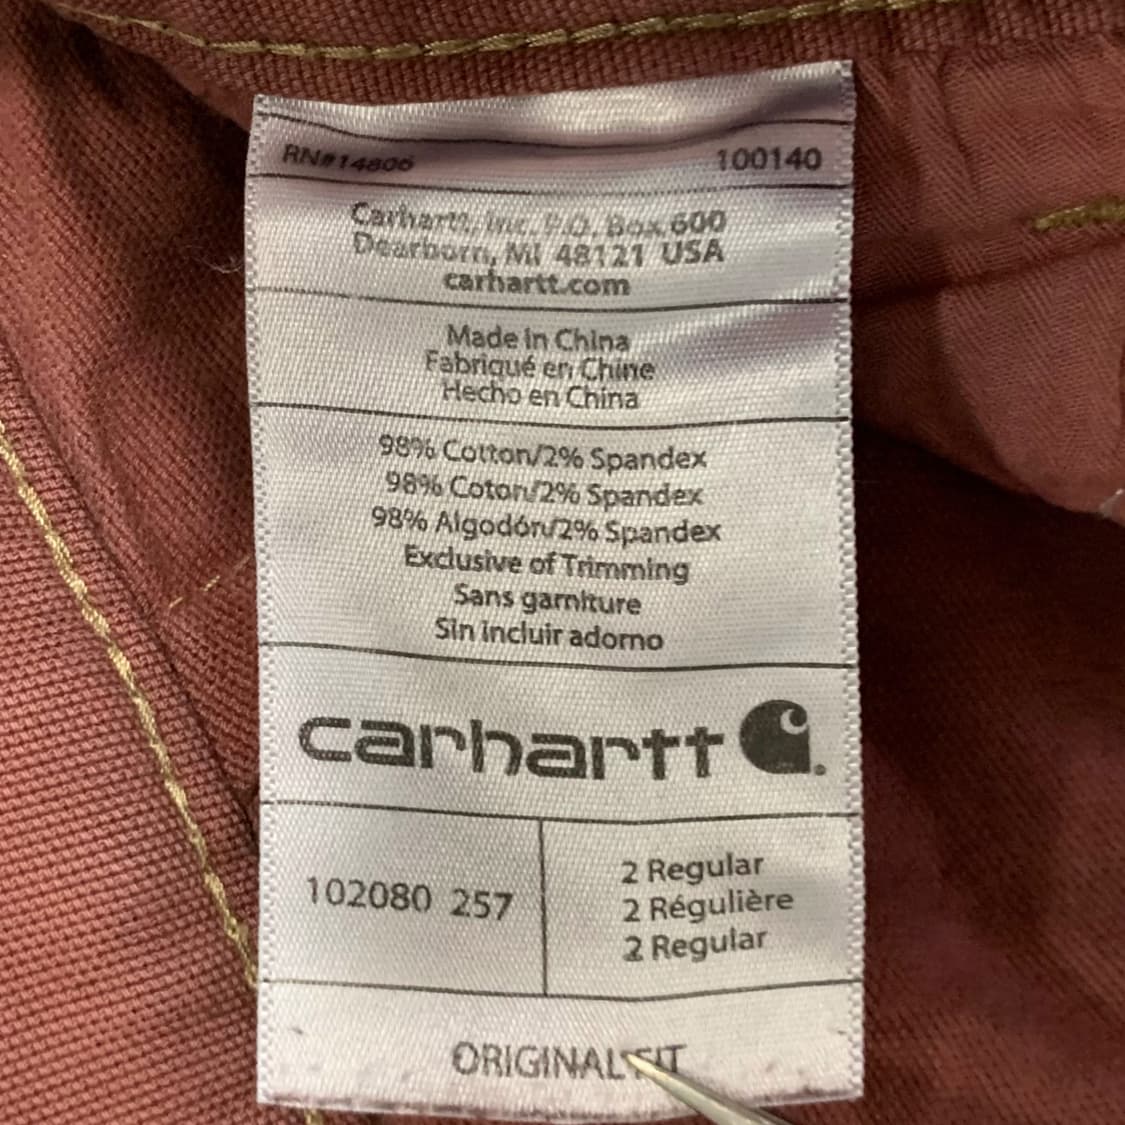 RN#14806 100140
Carhartt, Inc. P.O. Box 600
Dearborn, MI 48121 USA
carhartt.com
Made in China
Fabriqué en Chine
Hecho en China
98% Cotton/2% Spandex
98% Coton/2% Spandex
98% Algodón/2% Spandex
Exclusive of Trimming
Sans garniture
Sin incluir adorno
carhartt
102080 257
2 Regular
2 Régulière
2 Regular
ORIGINAL FIT